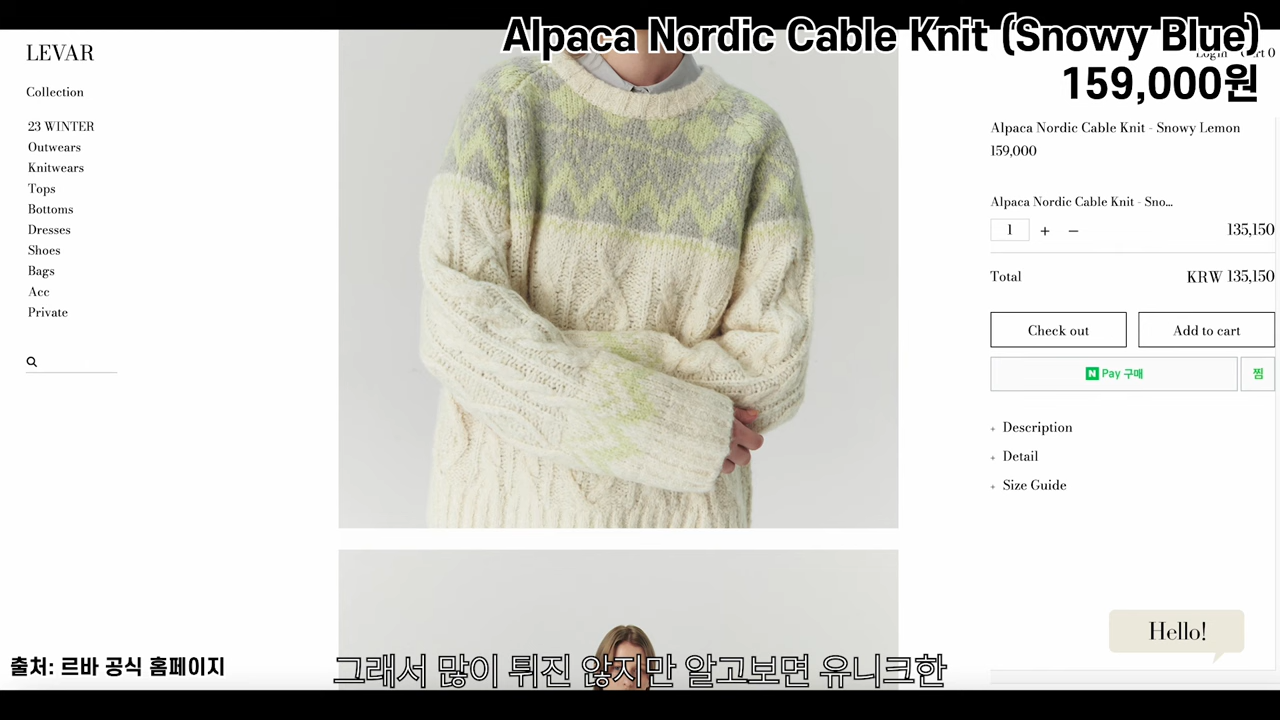 Alpaca Nordic Cable Knit (Snowy Blue)
159,000원
LEVAR
Login
Cart 0
Collection
23 WINTER
Outwears
Knitwears
Tops
Bottoms
Dresses
Shoes
Bags
Acc
Private
Alpaca Nordic Cable Knit - Snowy Lemon
159,000
Alpaca Nordic Cable Knit - Sno...
1 + − 135,150
Total KRW 135,150
Check out Add to cart
N Pay 구매 찜
+ Description
+ Detail
+ Size Guide
Hello!
출처: 르바 공식 홈페이지
그래서 많이 튀진 않지만 알고보면 유니크한